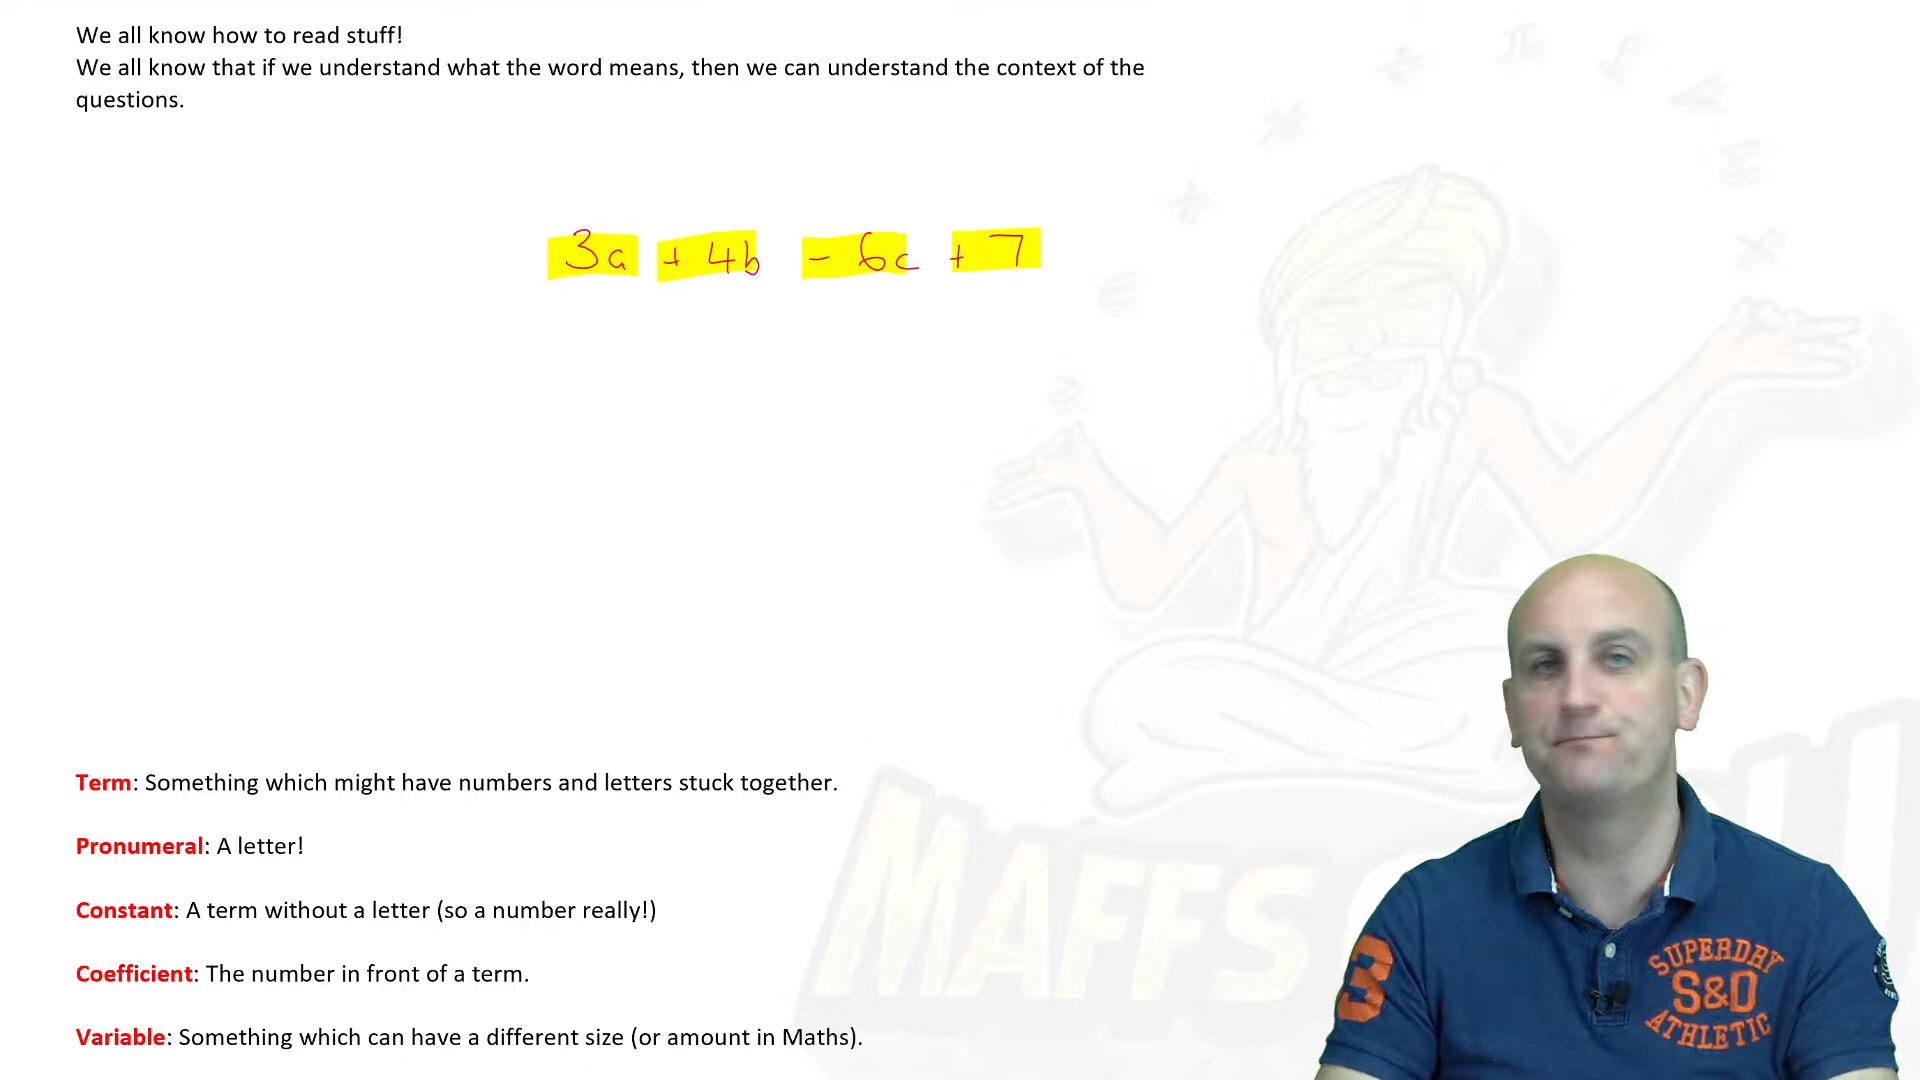 We all know how to read stuff!
We all know that if we understand what the word means, then we can understand the context of the
questions.
3a + 4b - 6c + 7
Term: Something which might have numbers and letters stuck together.
Pronumeral: A letter!
Constant: A term without a letter (so a number really!)
Coefficient: The number in front of a term.
Variable: Something which can have a different size (or amount in Maths).
MAFFS
3
SUPERDRY
S&D
ATHLETIC